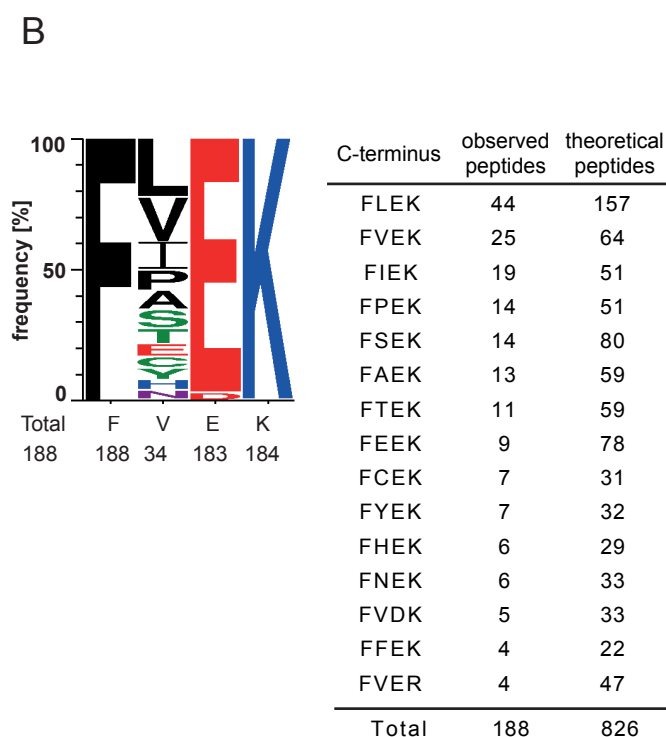 B
frequency [%]
100
50
0
F L E K
V
I
P
A
S
T
E
C
Y
H
N D
Total F V E K
188 188 34 183 184
C-terminus observed peptides theoretical peptides
FLEK 44 157
FVEK 25 64
FIEK 19 51
FPEK 14 51
FSEK 14 80
FAEK 13 59
FTEK 11 59
FEEK 9 78
FCEK 7 31
FYEK 7 32
FHEK 6 29
FNEK 6 33
FVDK 5 33
FFEK 4 22
FVER 4 47
Total 188 826